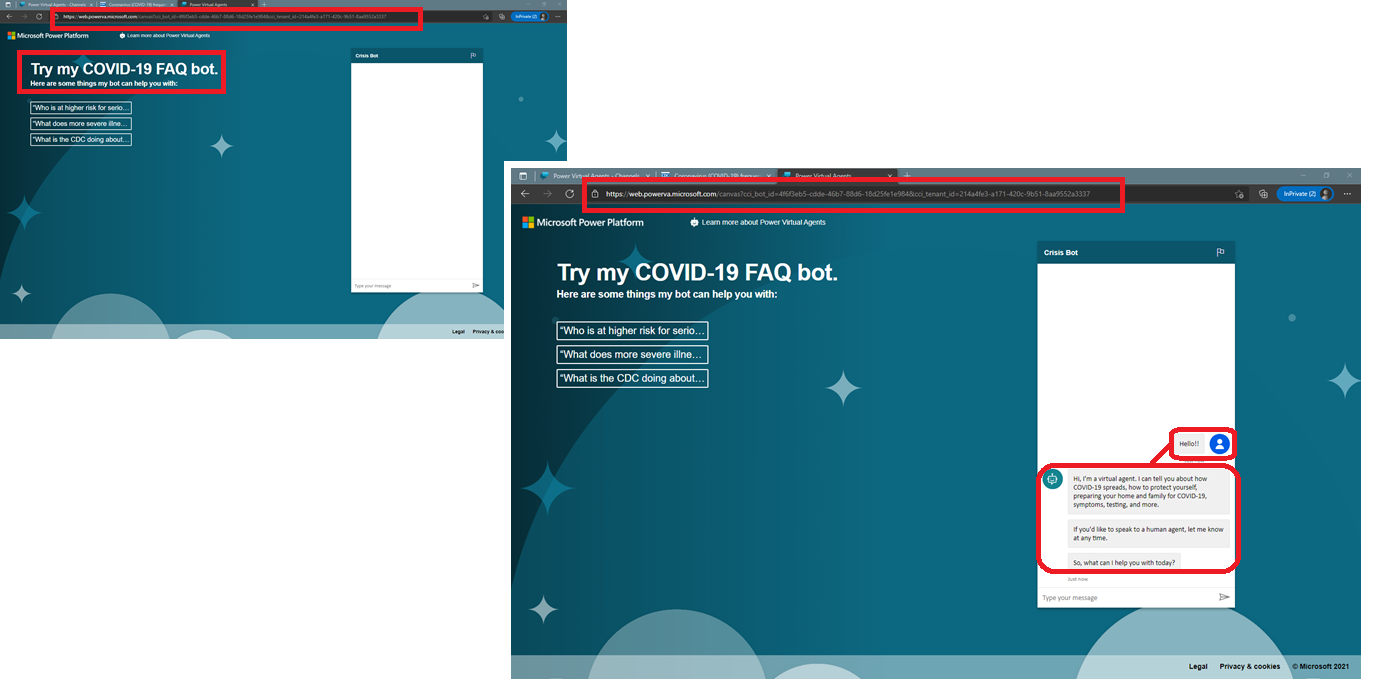 Power Virtual Agents - Channels
Coronavirus (COVID-19) freque
Power Virtual Agents
https://web.powerva.microsoft.com/canvas?cci_bot_id=4f6f3eb5-cdde-46b7-88d6-18d25fe1e984&cci_tenant_id=214a4fe3-a171-420c-9b51-8aa9552a3337
InPrivate (2)
Microsoft Power Platform
Learn more about Power Virtual Agents
Try my COVID-19 FAQ bot.
Here are some things my bot can help you with:
"Who is at higher risk for serio…
"What does more severe illne…
"What is the CDC doing about…
Crisis Bot
Type your message
Legal
Privacy & coo
Power Virtual Agents - Channels
Coronavirus (COVID-19) freque
Power Virtual Agents
https://web.powerva.microsoft.com/canvas?cci_bot_id=4f6f3eb5-cdde-46b7-88d6-18d25fe1e984&cci_tenant_id=214a4fe3-a171-420c-9b51-8aa9552a3337
InPrivate (2)
Microsoft Power Platform
Learn more about Power Virtual Agents
Try my COVID-19 FAQ bot.
Here are some things my bot can help you with:
"Who is at higher risk for serio…
"What does more severe illne…
"What is the CDC doing about…
Crisis Bot
Hello!!
Hi, I'm a virtual agent. I can tell you about how
COVID-19 spreads, how to protect yourself,
preparing your home and family for COVID-19,
symptoms, testing, and more.
If you'd like to speak to a human agent, let me know
at any time.
So, what can I help you with today?
Just now
Type your message
Legal
Privacy & cookies
© Microsoft 2021